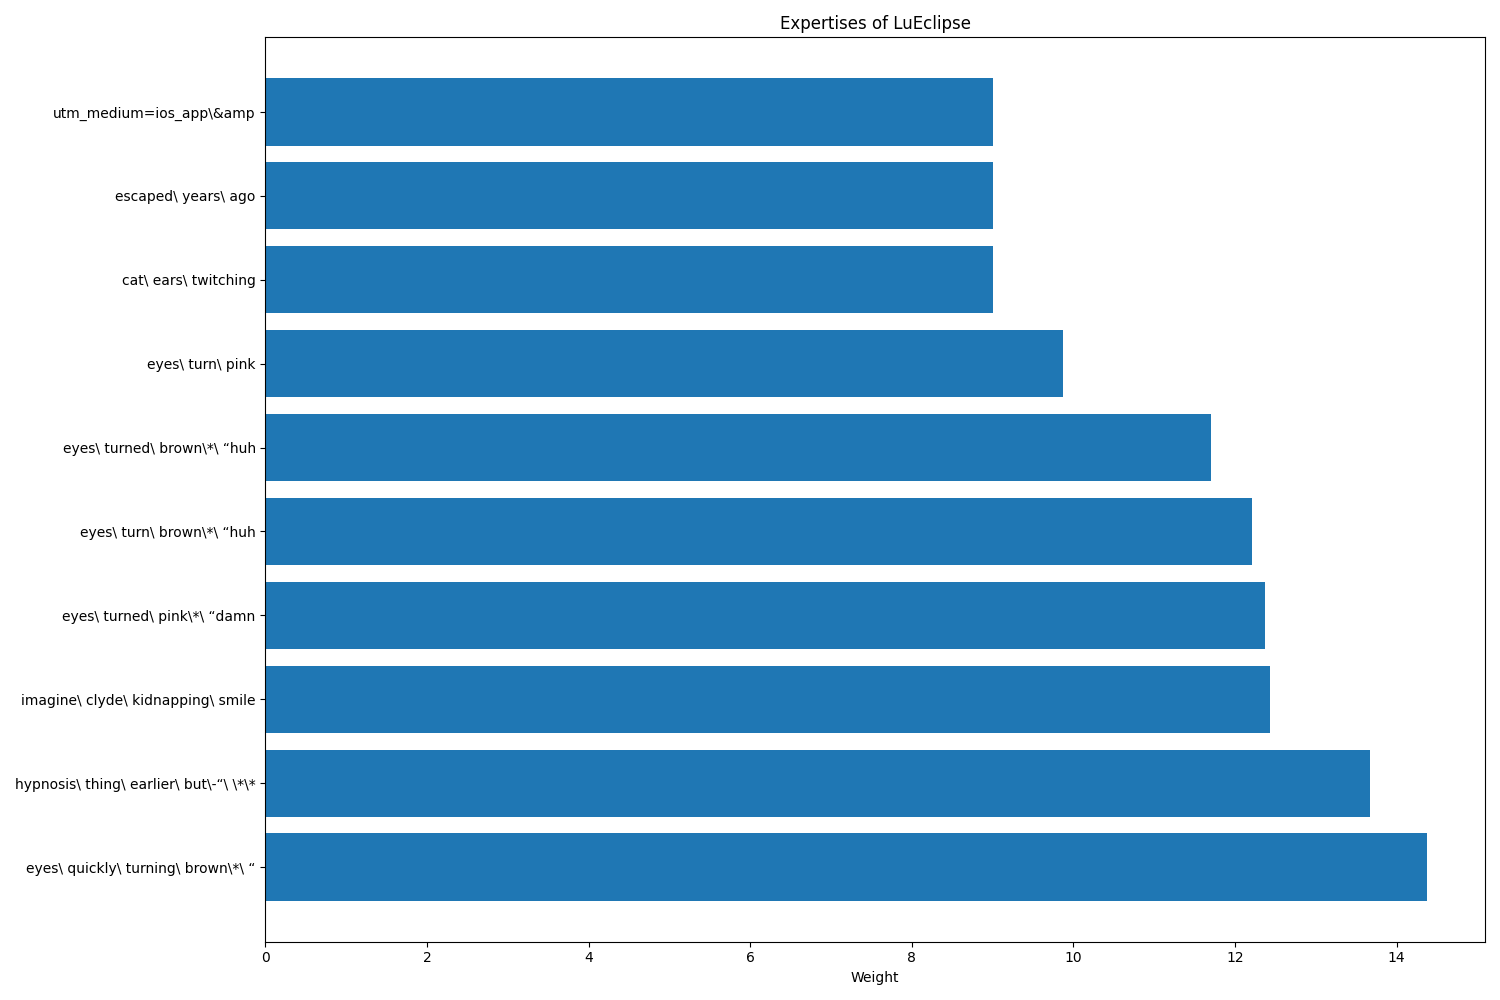 Expertises of LuEclipse
utm_medium=ios_app\&amp
escaped\ years\ ago
cat\ ears\ twitching
eyes\ turn\ pink
eyes\ turned\ brown\*\ “huh
eyes\ turn\ brown\*\ “huh
eyes\ turned\ pink\*\ “damn
imagine\ clyde\ kidnapping\ smile
hypnosis\ thing\ earlier\ but\-“\ \*\*
eyes\ quickly\ turning\ brown\*\ “
0 2 4 6 8 10 12 14
Weight